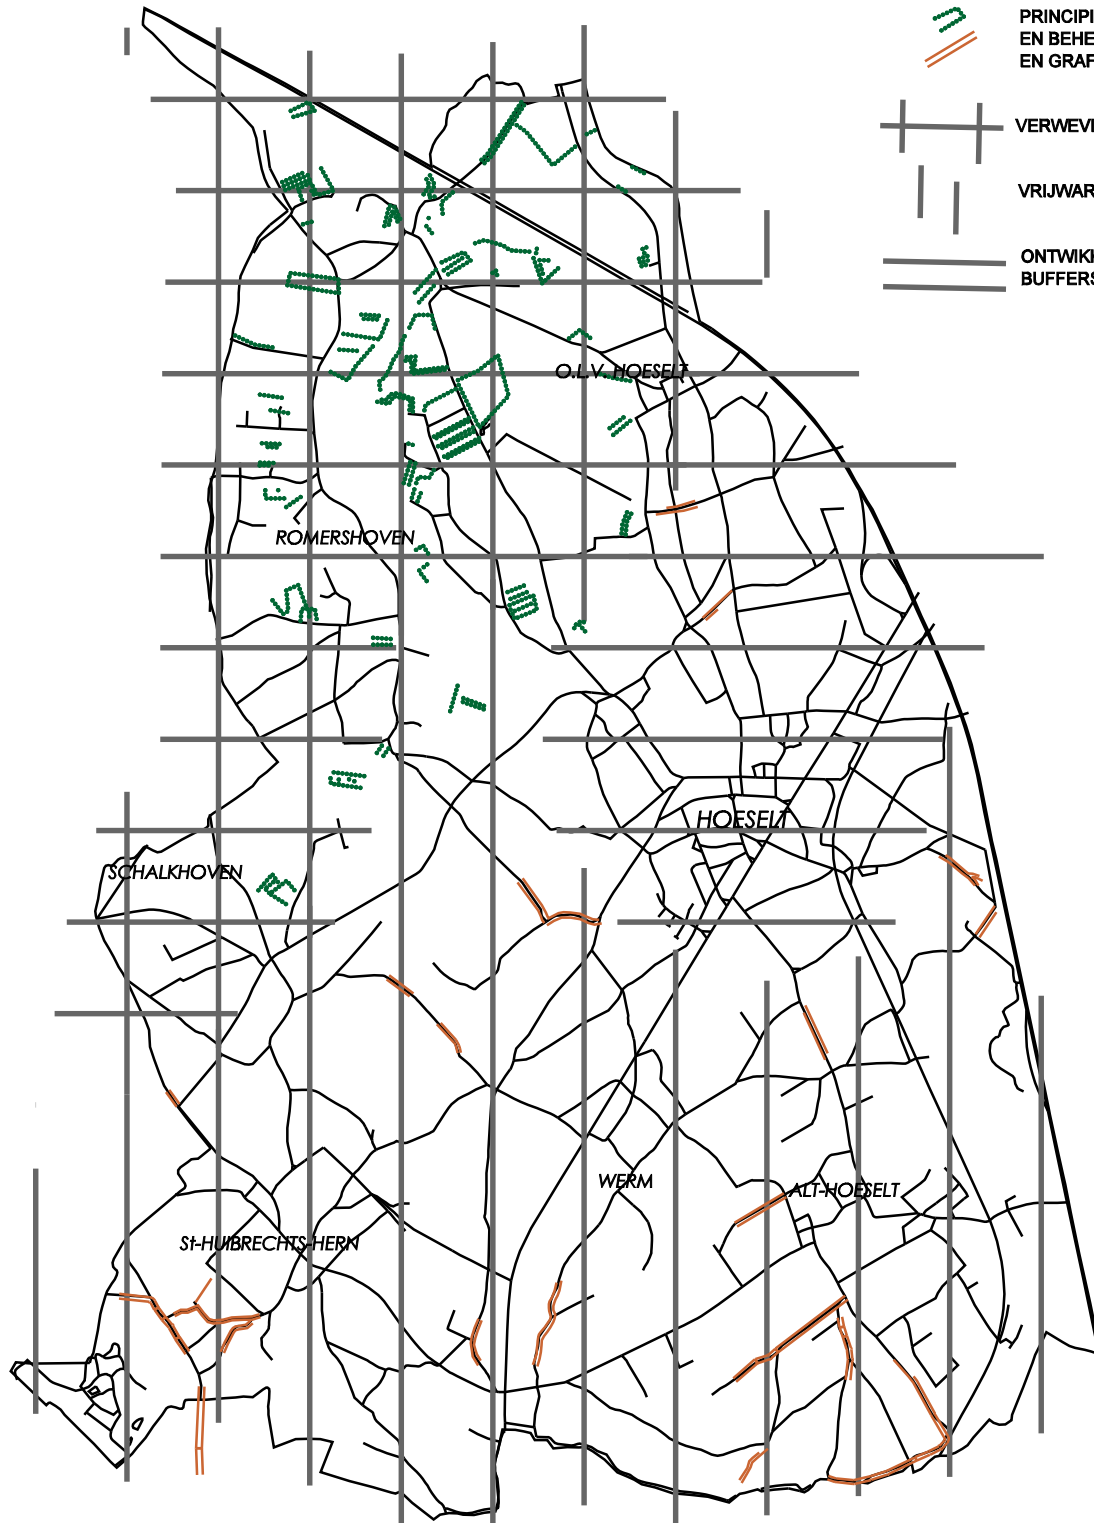 PRINCIPI
EN BEHE
EN GRAF
VERWEVI
VRIJWAR
ONTWIKK
BUFFERS
O.L.V. HOESELT
ROMERSHOVEN
HOESELT
SCHALKHOVEN
WERM
ALT-HOESELT
St-HUIBRECHTS-HERN